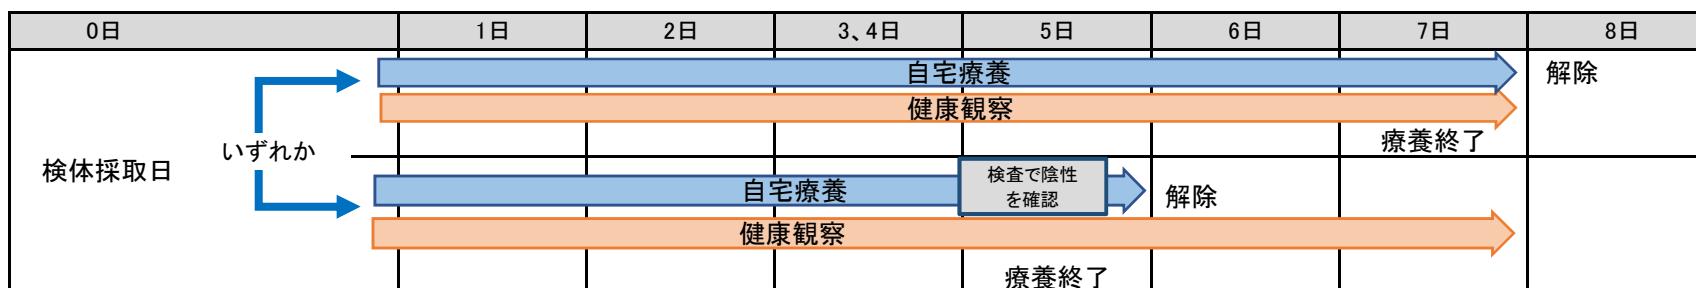 0日 1日 2日 3、4日 5日 6日 7日 8日
自宅療養 解除
健康観察
療養終了
いずれか
検体採取日
検査で陰性
を確認
自宅療養 解除
健康観察
療養終了